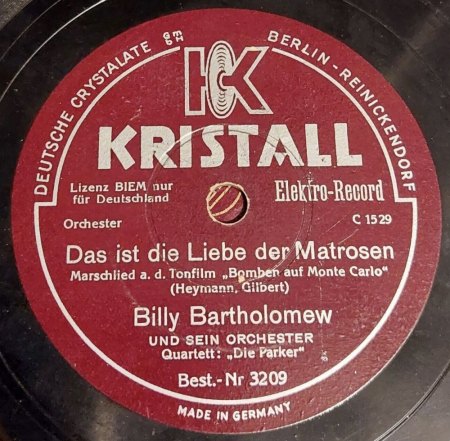 DEUTSCHE CRYSTALATE GES MBH BERLIN-REINICKENDORF
K
KRISTALL
Lizenz BIEM nur
für Deutschland
Elektro-Record
Orchester
C 1529
Das ist die Liebe der Matrosen
Marschlied a. d. Tonfilm „Bomben auf Monte Carlo“
(Heymann, Gilbert)
Billy Bartholomew
UND SEIN ORCHESTER
Quartett: „Die Parker“
Best.-Nr 3209
MADE IN GERMANY